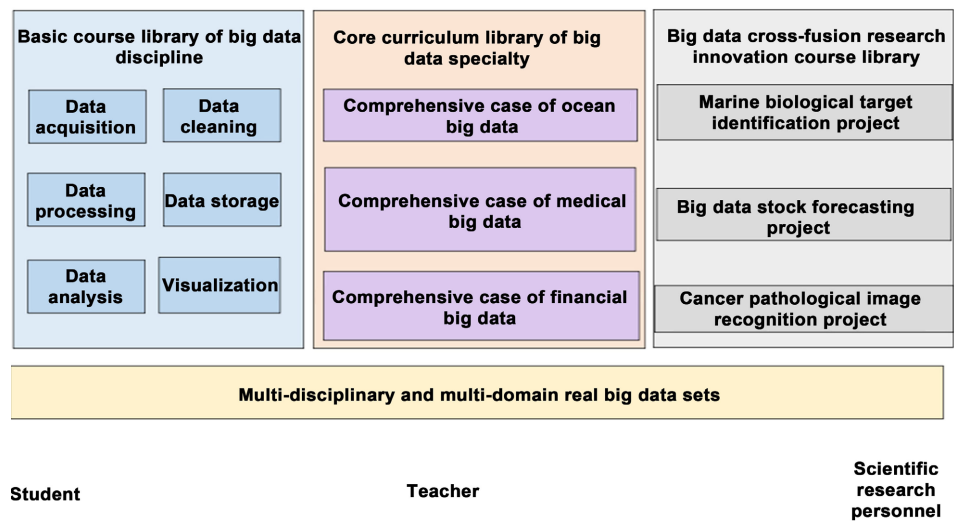 Basic course library of big data
discipline
Data
acquisition
Data
cleaning
Data
processing
Data storage
Data
analysis
Visualization
Core curriculum library of big
data specialty
Comprehensive case of ocean
big data
Comprehensive case of medical
big data
Comprehensive case of financial
big data
Big data cross-fusion research
innovation course library
Marine biological target
identification project
Big data stock forecasting
project
Cancer pathological image
recognition project
Multi-disciplinary and multi-domain real big data sets
Student
Teacher
Scientific
research
personnel